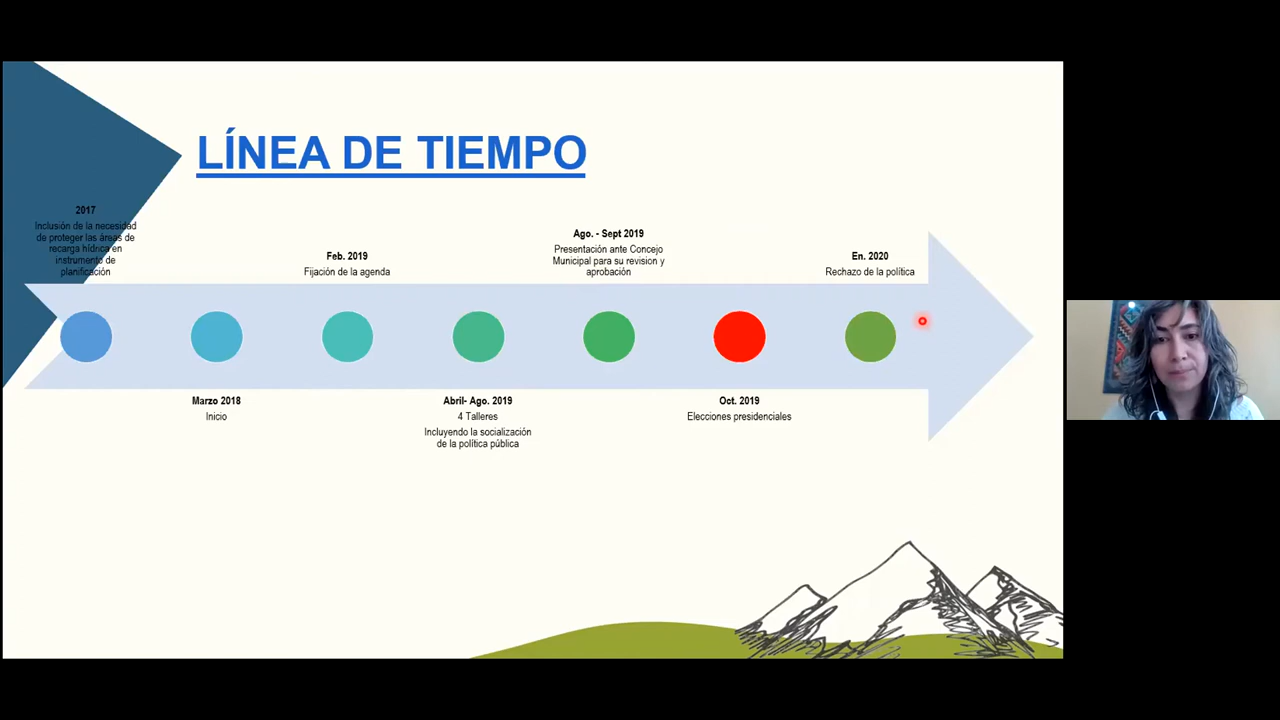 LÍNEA DE TIEMPO
2017
Inclusión de la necesidad
de proteger las áreas de
recarga hídrica en
instrumento de
planificación
Marzo 2018
Inicio
Feb. 2019
Fijación de la agenda
Abril- Ago. 2019
4 Talleres
Incluyendo la socialización
de la política pública
Ago. - Sept 2019
Presentación ante Concejo
Municipal para su revision y
aprobación
Oct. 2019
Elecciones presidenciales
En. 2020
Rechazo de la política